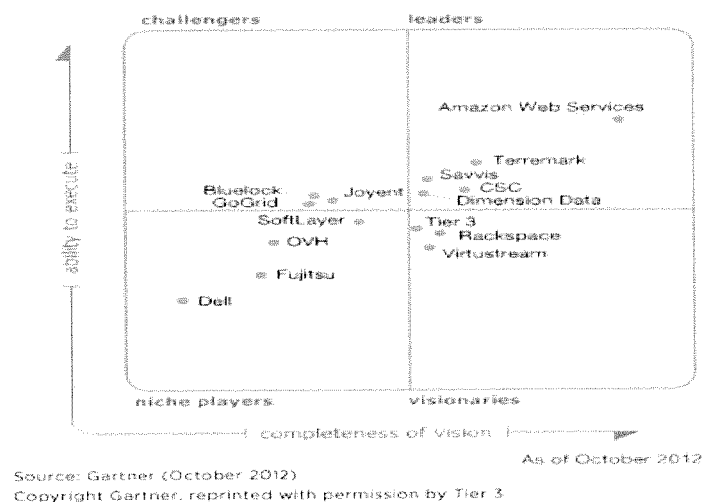 challengers
leaders
Amazon Web Services
Terremark
Savvis
CSC
Bluelock
Joyent
GoGrid
Dimension Data
SoftLayer
Tier 3
Rackspace
OVH
Virtustream
Fujitsu
Dell
ability to execute
niche players
visionaries
completeness of vision
As of October 2012
Source: Gartner (October 2012)
Copyright Gartner, reprinted with permission by Tier 3